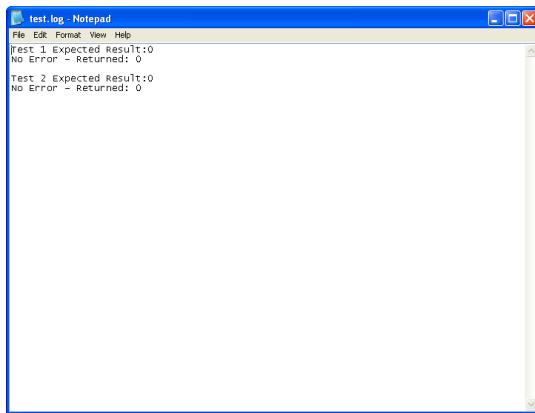 test.log - Notepad
File Edit Format View Help
Test 1 Expected Result:0
No Error - Returned: 0
Test 2 Expected Result:0
No Error - Returned: 0